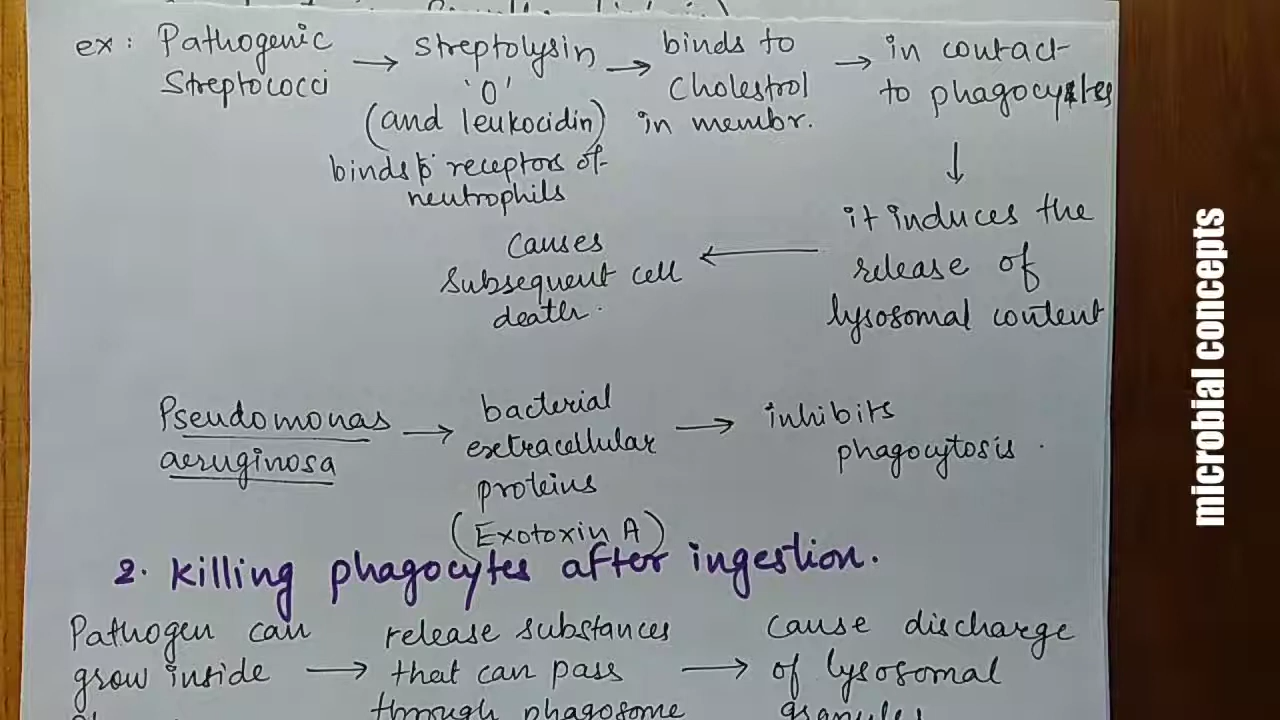 ex: Pathogenic Streptococci → streptolysin 'O' (and leukocidin) binds to receptors of neutrophils
→ binds to Cholestrol in membr.
→ in contact to phagocytes
↓
it induces the release of lysosomal content
← causes subsequent cell death.
Pseudomonas aeruginosa → bacterial extracellular proteins (Exotoxin A) → inhibits phagocytosis.
2. Killing phagocytes after ingestion.
Pathogen can grow inside → release substances that can pass through phagosome → cause discharge of lysosomal granules
microbial concepts